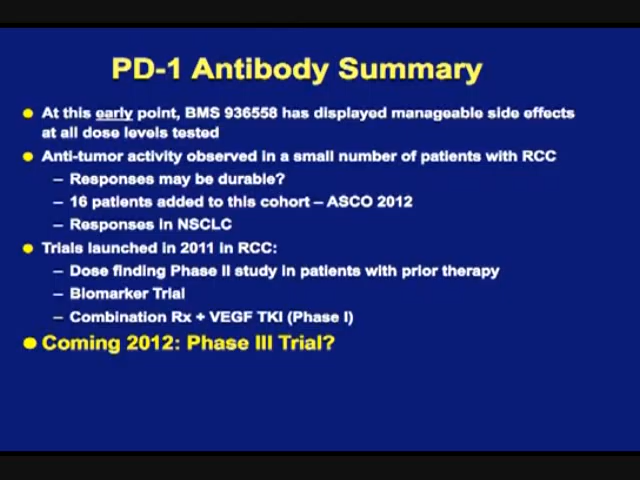 PD-1 Antibody Summary
At this early point, BMS 936558 has displayed manageable side effects
at all dose levels tested
Anti-tumor activity observed in a small number of patients with RCC
– Responses may be durable?
– 16 patients added to this cohort – ASCO 2012
– Responses in NSCLC
Trials launched in 2011 in RCC:
– Dose finding Phase II study in patients with prior therapy
– Biomarker Trial
– Combination Rx + VEGF TKI (Phase I)
Coming 2012: Phase III Trial?